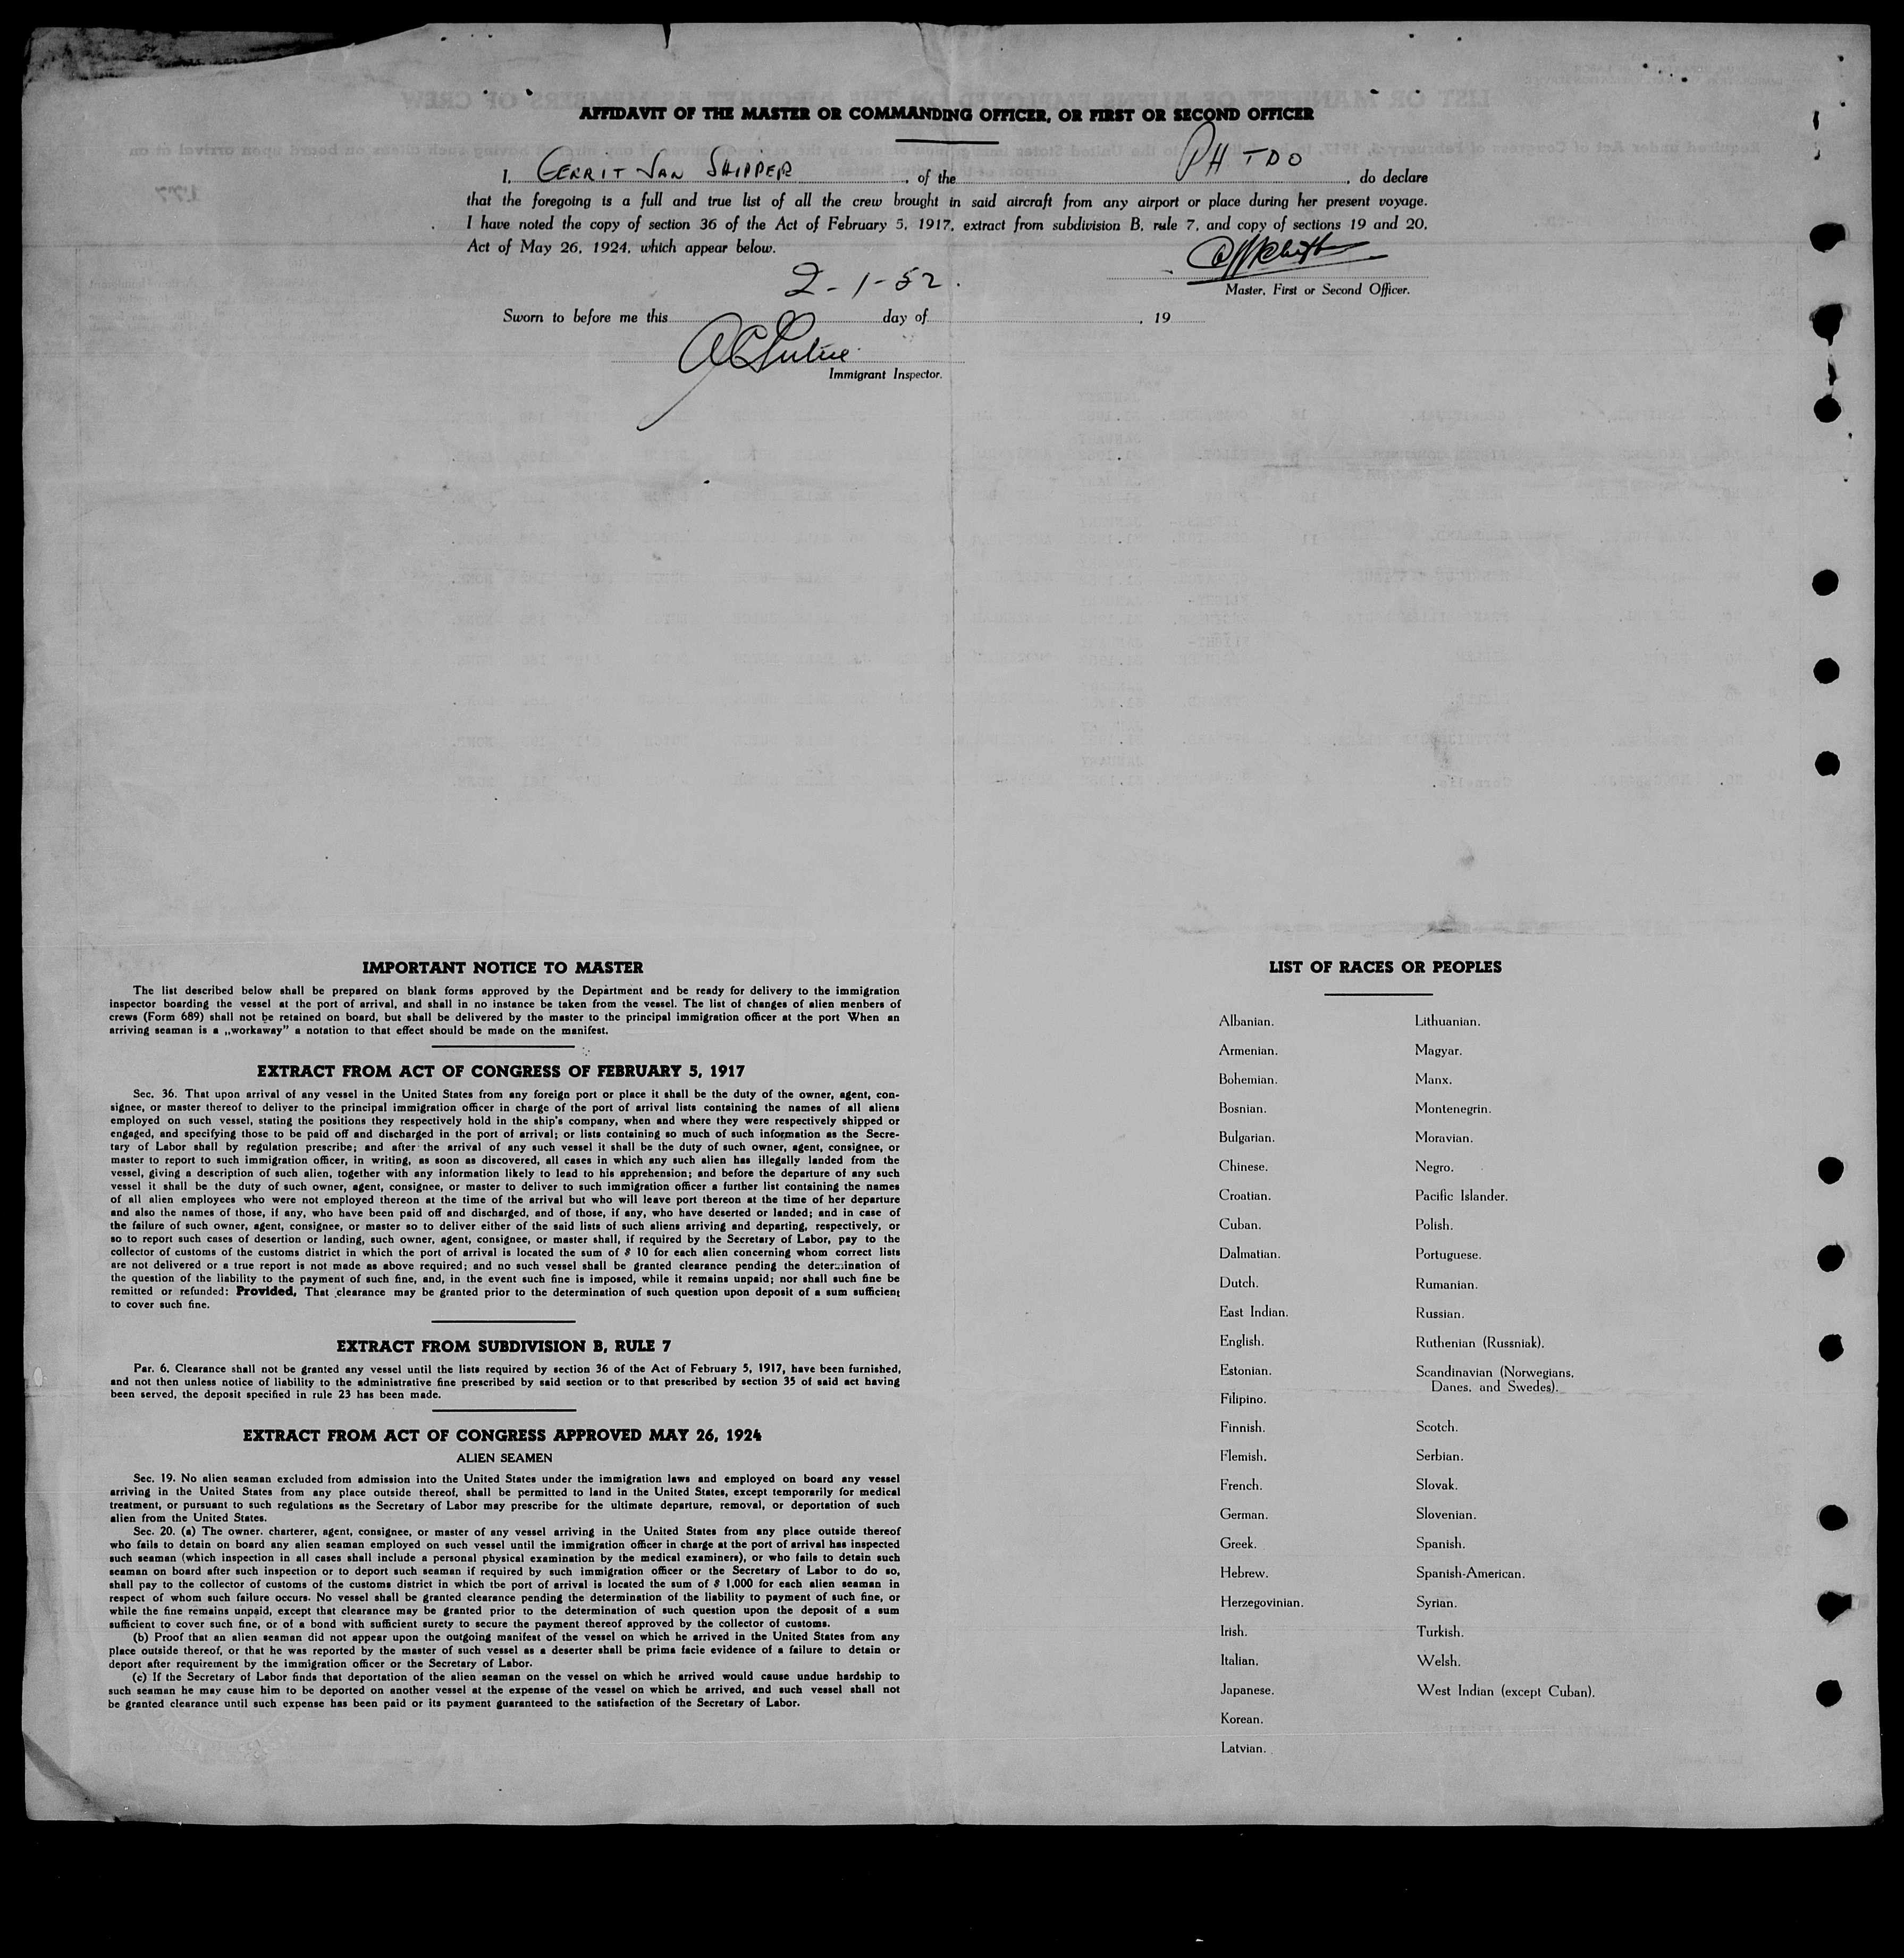 AFFIDAVIT OF THE MASTER OR COMMANDING OFFICER, OR FIRST OR SECOND OFFICER
I, GERRIT VAN SHIPPER, of the PH TDO, do declare
that the foregoing is a full and true list of all the crew brought in said aircraft from any airport or place during her present voyage.
I have noted the copy of section 36 of the Act of February 5, 1917, extract from subdivision B, rule 7, and copy of sections 19 and 20,
Act of May 26, 1924, which appear below.
Master, First or Second Officer.
2-1-52.
Sworn to before me this day of , 19
Immigrant Inspector.
IMPORTANT NOTICE TO MASTER
The list described below shall be prepared on blank forms approved by the Department and be ready for delivery to the immigration
inspector boarding the vessel at the port of arrival, and shall in no instance be taken from the vessel. The list of changes of alien menbers of
crews (Form 689) shall not be retained on board, but shall be delivered by the master to the principal immigration officer at the port When an
arriving seaman is a „workaway" a notation to that effect should be made on the manifest.
EXTRACT FROM ACT OF CONGRESS OF FEBRUARY 5, 1917
Sec. 36. That upon arrival of any vessel in the United States from any foreign port or place it shall be the duty of the owner, agent, con-
signee, or master thereof to deliver to the principal immigration officer in charge of the port of arrival lists containing the names of all aliens
employed on such vessel, stating the positions they respectively hold in the ship's company, when and where they were respectively shipped or
engaged, and specifying those to be paid off and discharged in the port of arrival; or lists containing so much of such information as the Secre-
tary of Labor shall by regulation prescribe; and after the arrival of any such vessel it shall be the duty of such owner, agent, consignee, or
master to report to such immigration officer, in writing, as soon as discovered, all cases in which any such alien has illegally landed from the
vessel, giving a description of such alien, together with any information likely to lead to his apprehension; and before the departure of any such
vessel it shall be the duty of such owner, agent, consignee, or master to deliver to such immigration officer a further list containing the names
of all alien employees who were not employed thereon at the time of the arrival but who will leave port thereon at the time of her departure
and also the names of those, if any, who have been paid off and discharged, and of those, if any, who have deserted or landed; and in case of
the failure of such owner, agent, consignee, or master so to deliver either of the said lists of such aliens arriving and departing, respectively, or
so to report such cases of desertion or landing, such owner, agent, consignee, or master shall, if required by the Secretary of Labor, pay to the
collector of customs of the customs district in which the port of arrival is located the sum of $ 10 for each alien concerning whom correct lists
are not delivered or a true report is not made as above required; and no such vessel shall be granted clearance pending the determination of
the question of the liability to the payment of such fine, and, in the event such fine is imposed, while it remains unpaid; nor shall such fine be
remitted or refunded: Provided, That clearance may be granted prior to the determination of such question upon deposit of a sum sufficient
to cover such fine.
EXTRACT FROM SUBDIVISION B, RULE 7
Par. 6. Clearance shall not be granted any vessel until the lists required by section 36 of the Act of February 5, 1917, have been furnished,
and not then unless notice of liability to the administrative fine prescribed by said section or to that prescribed by section 35 of said act having
been served, the deposit specified in rule 23 has been made.
EXTRACT FROM ACT OF CONGRESS APPROVED MAY 26, 1924
ALIEN SEAMEN
Sec. 19. No alien seaman excluded from admission into the United States under the immigration laws and employed on board any vessel
arriving in the United States from any place outside thereof, shall be permitted to land in the United States, except temporarily for medical
treatment, or pursuant to such regulations as the Secretary of Labor may prescribe for the ultimate departure, removal, or deportation of such
alien from the United States.
Sec. 20. (a) The owner, charterer, agent, consignee, or master of any vessel arriving in the United States from any place outside thereof
who fails to detain on board any alien seaman employed on such vessel until the immigration officer in charge at the port of arrival has inspected
such seaman (which inspection in all cases shall include a personal physical examination by the medical examiners), or who fails to detain such
seaman on board after such inspection or to deport such seaman if required by such immigration officer or the Secretary of Labor to do so,
shall pay to the collector of customs of the customs district in which the port of arrival is located the sum of $ 1.000 for each alien seaman in
respect of whom such failure occurs. No vessel shall be granted clearance pending the determination of the liability to payment of such fine, or
while the fine remains unpaid, except that clearance may be granted prior to the determination of such question upon the deposit of a sum
sufficient to cover such fine, or of a bond with sufficient surety to secure the payment thereof approved by the collector of customs.
(b) Proof that an alien seaman did not appear upon the outgoing manifest of the vessel on which he arrived in the United States from any
place outside thereof, or that he was reported by the master of such vessel as a deserter shall be prima facie evidence of a failure to detain or
deport after requirement by the immigration officer or the Secretary of Labor.
(c) If the Secretary of Labor finds that deportation of the alien seaman on the vessel on which he arrived would cause undue hardship to
such seaman he may cause him to be deported on another vessel at the expense of the vessel on which he arrived, and such vessel shall not
be granted clearance until such expense has been paid or its payment guaranteed to the satisfaction of the Secretary of Labor.
LIST OF RACES OR PEOPLES
Albanian.
Armenian.
Bohemian.
Bosnian.
Bulgarian.
Chinese.
Croatian.
Cuban.
Dalmatian.
Dutch.
East Indian.
English.
Estonian.
Filipino.
Finnish.
Flemish.
French.
German.
Greek.
Hebrew.
Herzegovinian.
Irish.
Italian.
Japanese.
Korean.
Latvian.
Lithuanian.
Magyar.
Manx.
Montenegrin.
Moravian.
Negro.
Pacific Islander.
Polish.
Portuguese.
Rumanian.
Russian.
Ruthenian (Russniak).
Scandinavian (Norwegians,
Danes, and Swedes).
Scotch.
Serbian.
Slovak.
Slovenian.
Spanish.
Spanish-American.
Syrian.
Turkish.
Welsh.
West Indian (except Cuban).